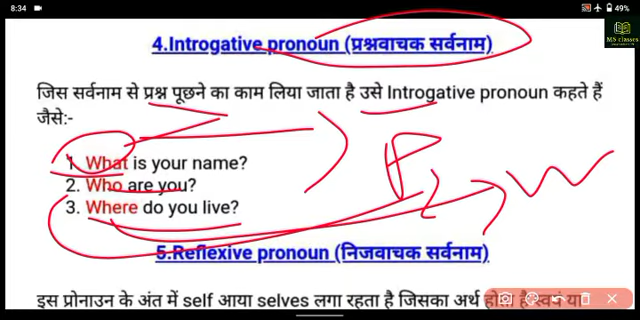 8:34
49%
MS classes
4.Introgative pronoun (प्रश्नवाचक सर्वनाम)
जिस सर्वनाम से प्रश्न पूछने का काम लिया जाता है उसे Introgative pronoun कहते हैं
जैसे:-
1. What is your name?
2. Who are you?
3. Where do you live?
5.Reflexive pronoun (निजवाचक सर्वनाम)
इस प्रोनाउन के अंत में self आया selves लगा रहता है जिसका अर्थ होता है स्वयं या